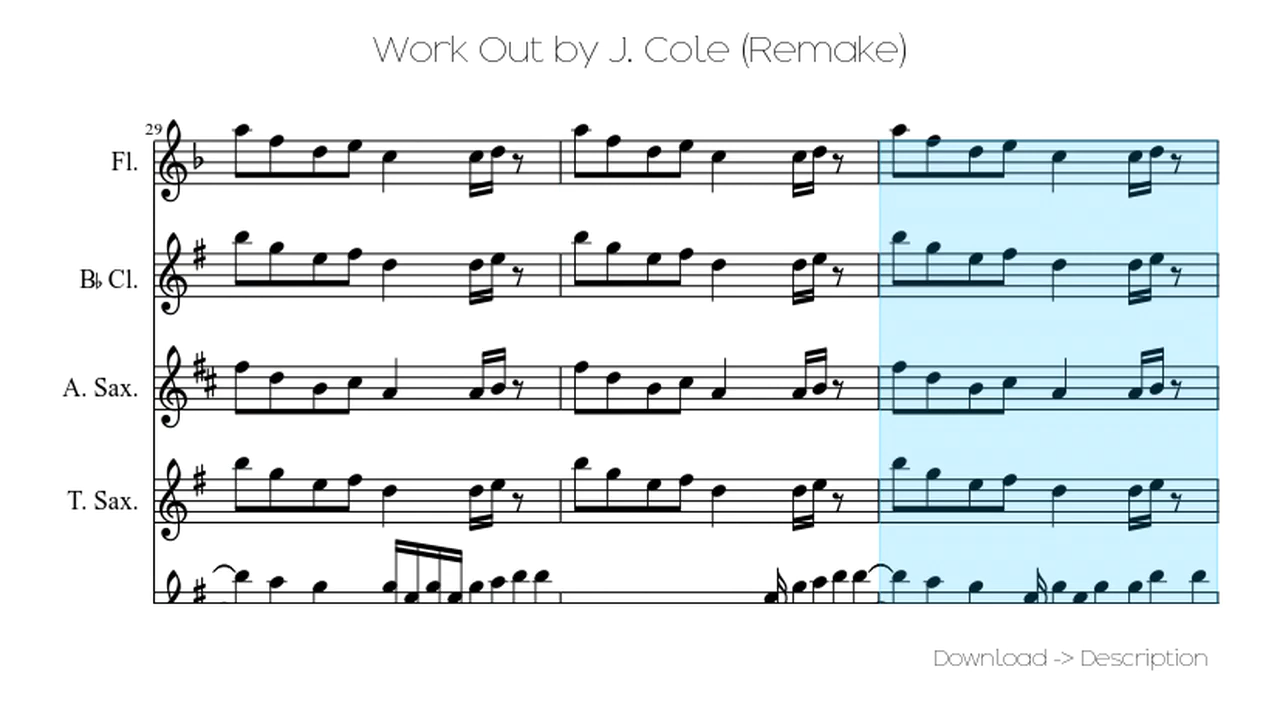 Work Out by J. Cole (Remake)
29
Fl.
B♭ Cl.
A. Sax.
T. Sax.
Download -> Description